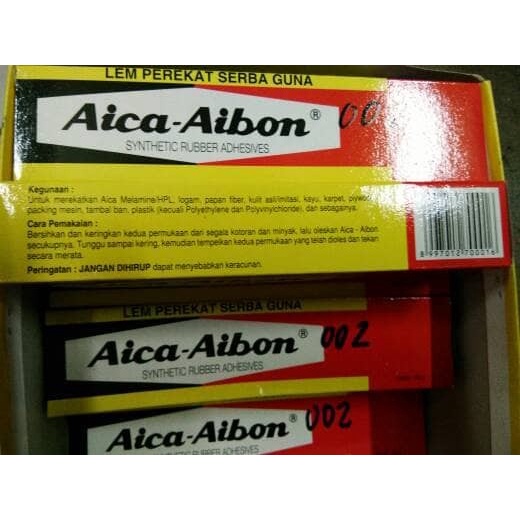 LEM PEREKAT SERBA GUNA
Aica-Aibon® 00
SYNTHETIC RUBBER ADHESIVES
Kegunaan :
Untuk merekatkan Aica Melamine/HPL, logam, papan fiber, kulit asli/imitasi, kayu, karpet, plywood
packing mesin, tambal ban, plastik (kecuali Polyethylene dan Polyvinylchloride), dan sebagainya.
Cara Pemakaian :
Bersihkan dan keringkan kedua permukaan dari segala kotoran dan minyak, lalu oleskan Aica - Aibon
secukupnya. Tunggu sampai kering, kemudian tempelkan kedua permukaan yang telah dioles dan tekan
secara merata.
Peringatan : JANGAN DIHIRUP dapat menyebabkan keracunan.
8 997012 700016
LEM PEREKAT SERBA GUNA
Aica-Aibon® 002
SYNTHETIC RUBBER ADHESIVES
Aica-Aibon® 002
SYNTHETIC RUBBER ADHESIVES